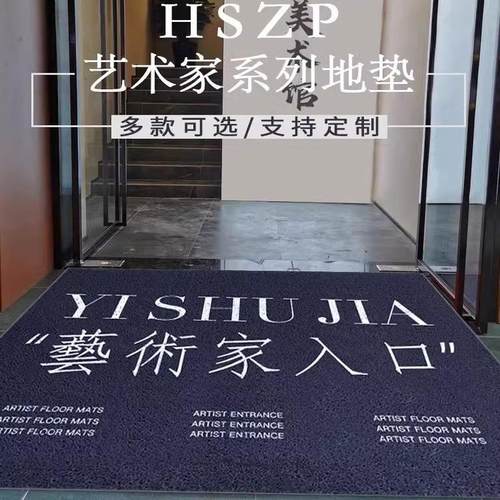 HSZP
艺术家系列地垫
多款可选/支持定制
美术馆
YI SHU JIA
“藝術家入口”
ARTIST FLOOR MATS
ARTIST FLOOR MATS
ARTIST FLOOR MATS
ARTIST ENTRANCE
ARTIST ENTRANCE
ARTIST ENTRANCE
ARTIST FLOOR MATS
ARTIST FLOOR MATS
ARTIST FLOOR MATS